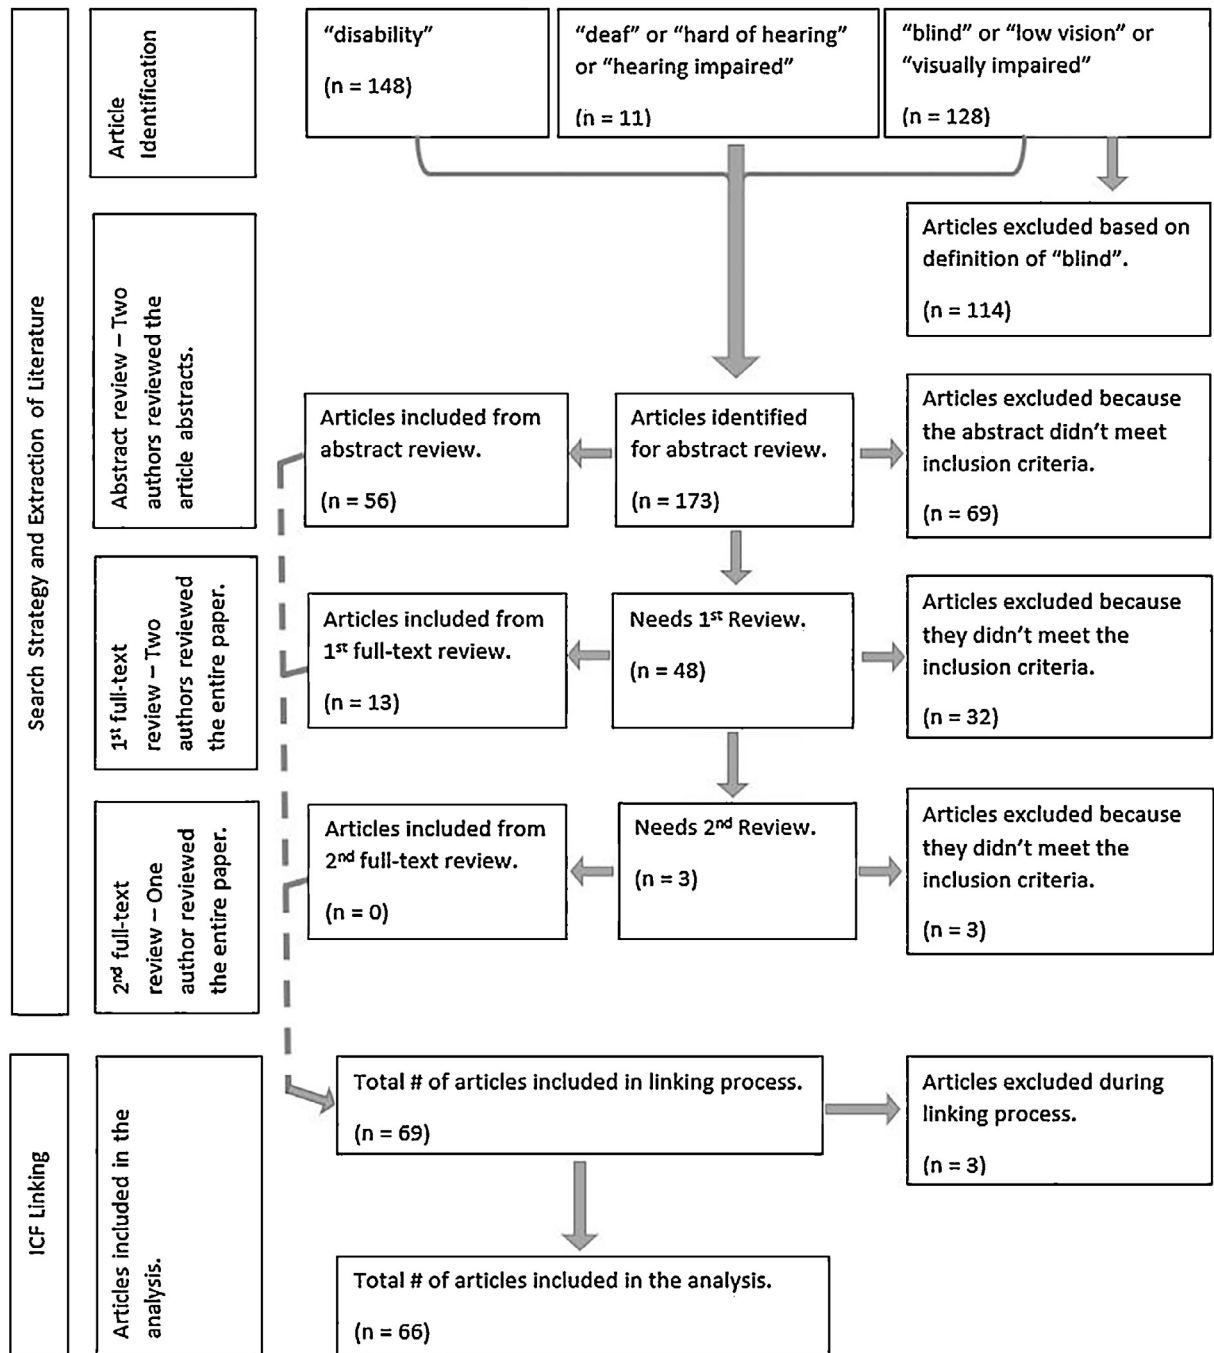 Search Strategy and Extraction of Literature
Article
Identification
“disability”
(n = 148)
“deaf” or “hard of hearing”
or “hearing impaired”
(n = 11)
“blind” or “low vision” or
“visually impaired”
(n = 128)
Articles excluded based on
definition of “blind”.
(n = 114)
Abstract review – Two
authors reviewed the
article abstracts.
Articles included from
abstract review.
(n = 56)
Articles identified
for abstract review.
(n = 173)
Articles excluded because
the abstract didn’t meet
inclusion criteria.
(n = 69)
1st full-text
review – Two
authors reviewed
the entire paper.
Articles included from
1st full-text review.
(n = 13)
Needs 1st Review.
(n = 48)
Articles excluded because
they didn’t meet the
inclusion criteria.
(n = 32)
2nd full-text
review – One
author reviewed
the entire paper.
Articles included from
2nd full-text review.
(n = 0)
Needs 2nd Review.
(n = 3)
Articles excluded because
they didn’t meet the
inclusion criteria.
(n = 3)
ICF Linking
Articles included in the
analysis.
Total # of articles included in linking process.
(n = 69)
Articles excluded during
linking process.
(n = 3)
Total # of articles included in the analysis.
(n = 66)